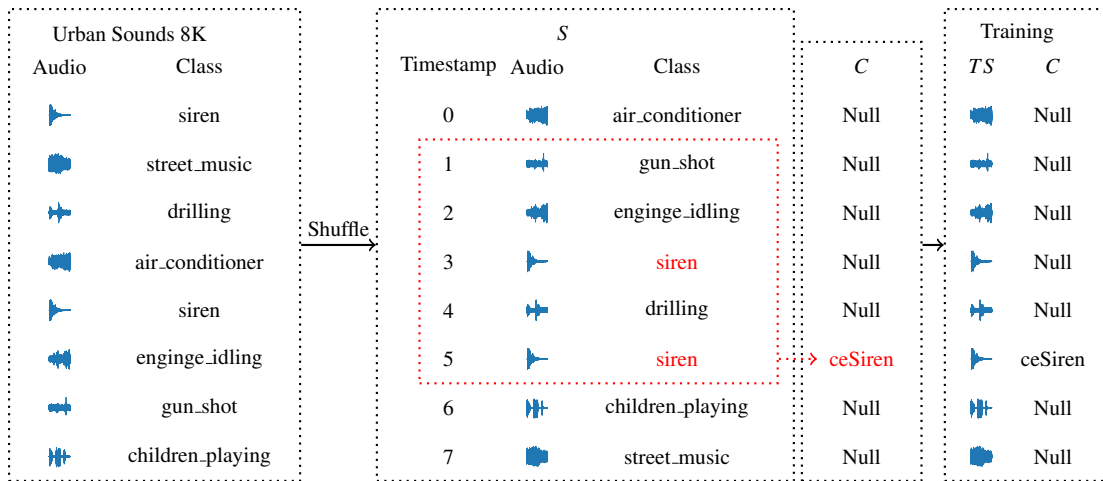 Urban Sounds 8K S Training
Audio Class Timestamp Audio Class C TS C
siren 0 air_conditioner Null Null
street_music 1 gun_shot Null Null
drilling 2 enginge_idling Null Null
Shuffle
air_conditioner 3 siren Null Null
siren 4 drilling Null Null
enginge_idling 5 siren ceSiren ceSiren
gun_shot 6 children_playing Null Null
children_playing 7 street_music Null Null